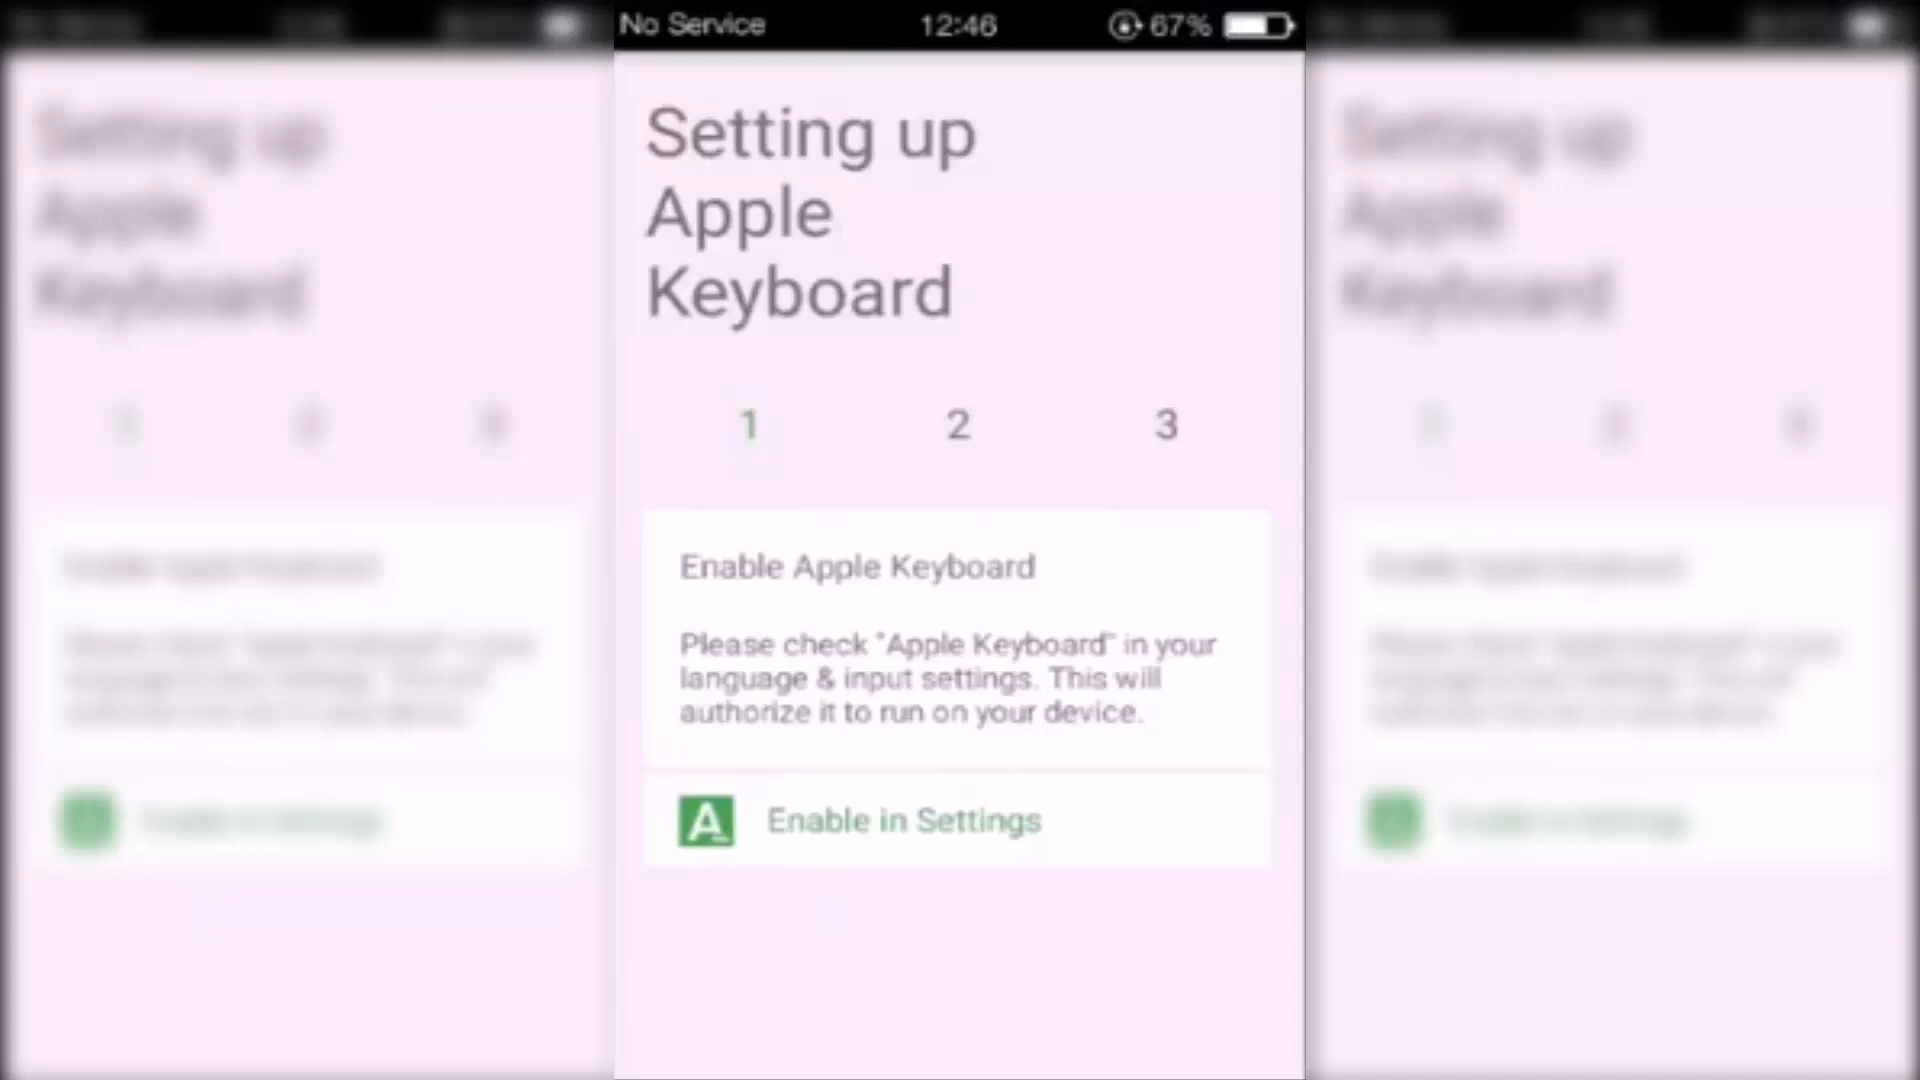 No Service 12:46 67%
Setting up
Apple
Keyboard
1 2 3
Enable Apple Keyboard
Please check "Apple Keyboard" in your
language & input settings. This will
authorize it to run on your device.
A Enable in Settings